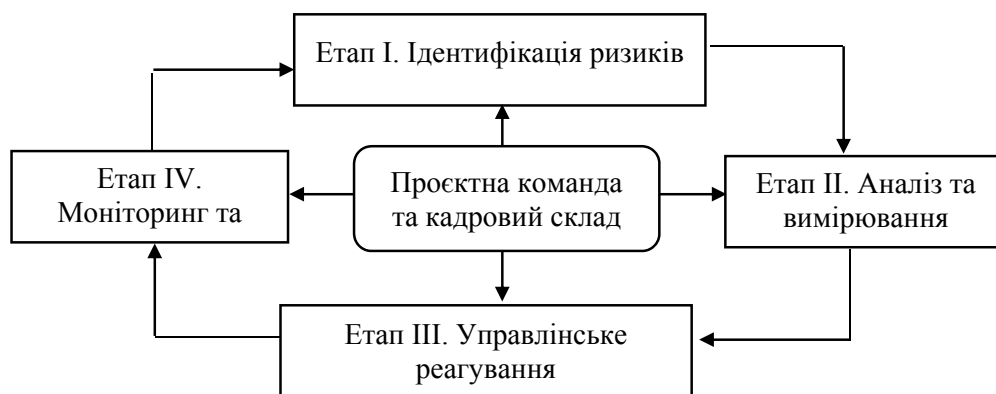 Етап І. Ідентифікація ризиків
Етап IV.
Моніторинг та
Проєктна команда
та кадровий склад
Етап ІІ. Аналіз та
вимірювання
Етап ІІІ. Управлінське
реагування